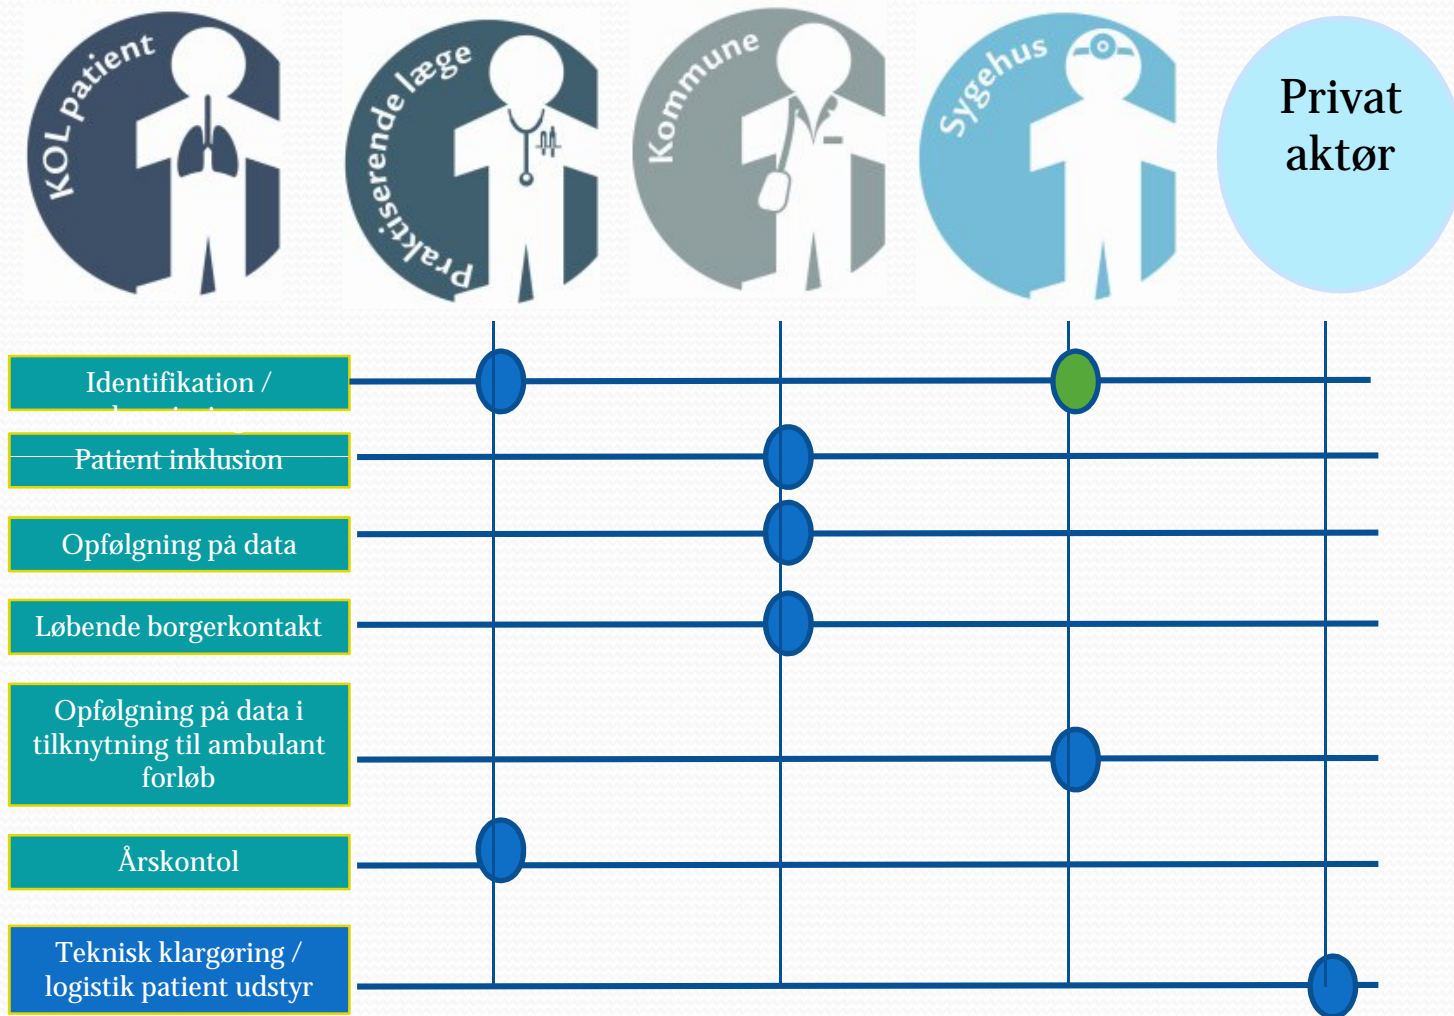 KOL patient
Praktiserende læge
Kommune
Sygehus
Privat
aktør
Identifikation /
Patient inklusion
Opfølgning på data
Løbende borgerkontakt
Opfølgning på data i
tilknytning til ambulant
forløb
Årskontol
Teknisk klargøring /
logistik patient udstyr